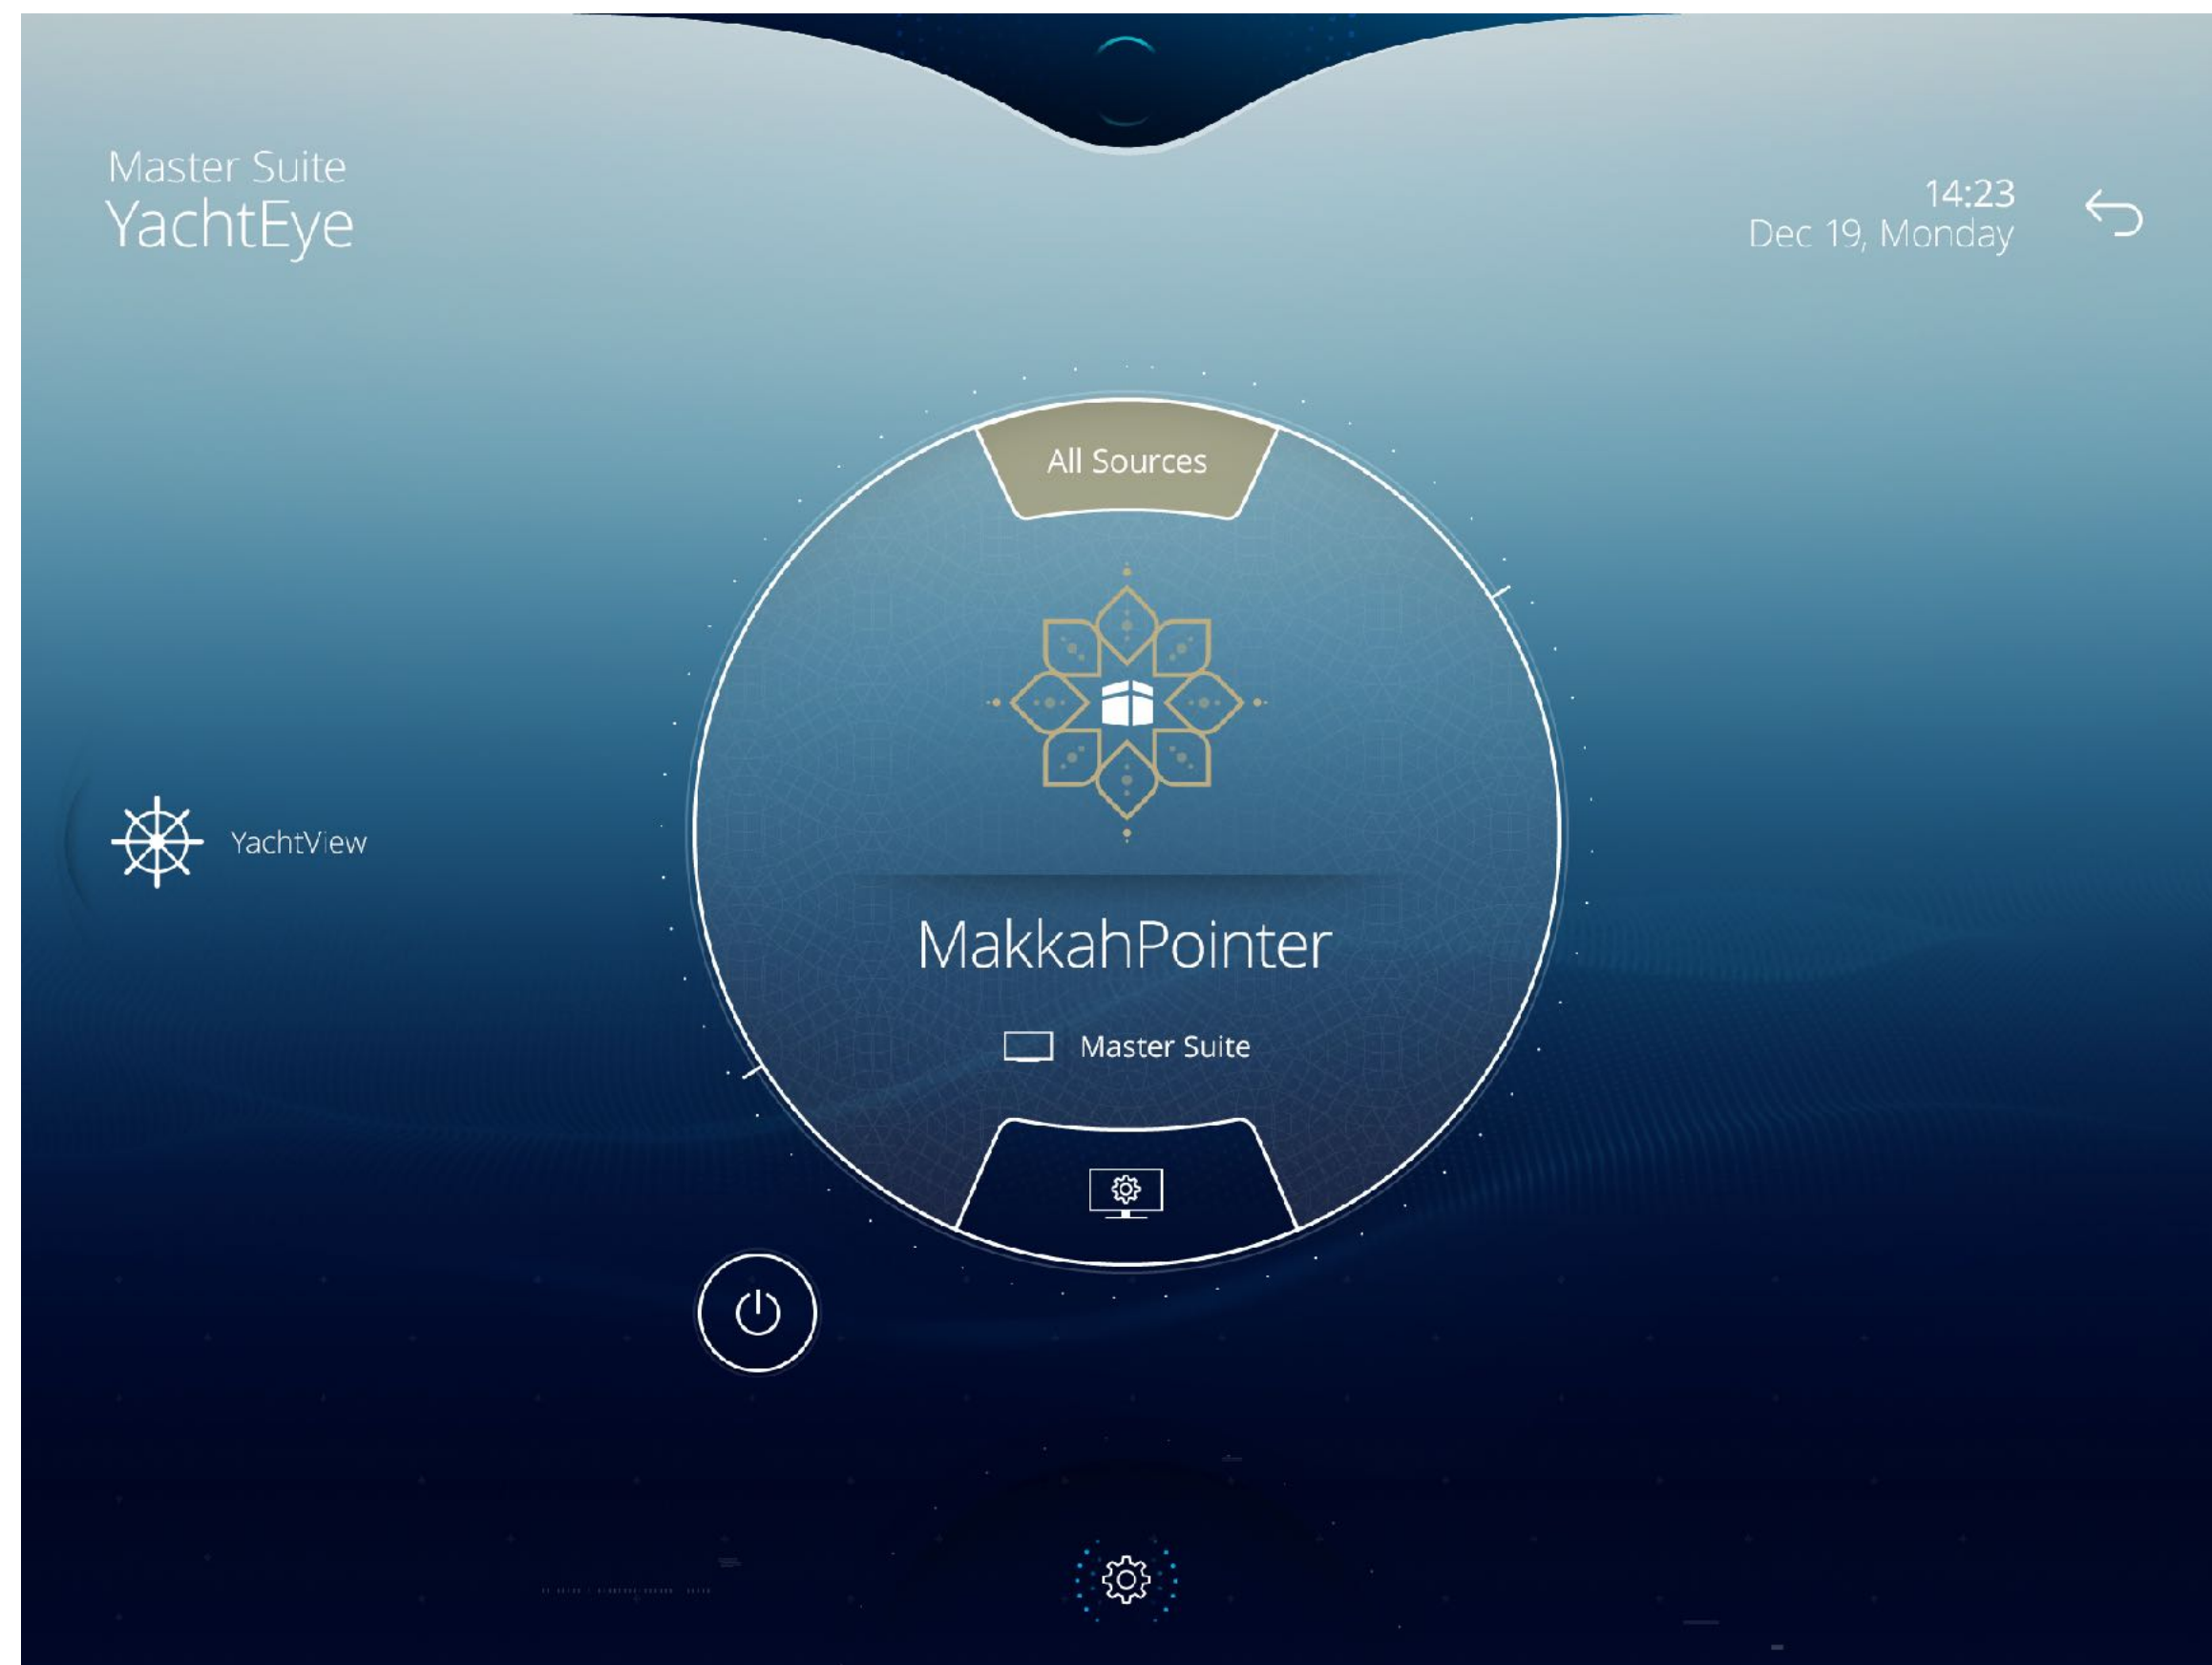 Master Suite
YachtEye
14:23
Dec 19, Monday
All Sources
YachtView
MakkahPointer
Master Suite